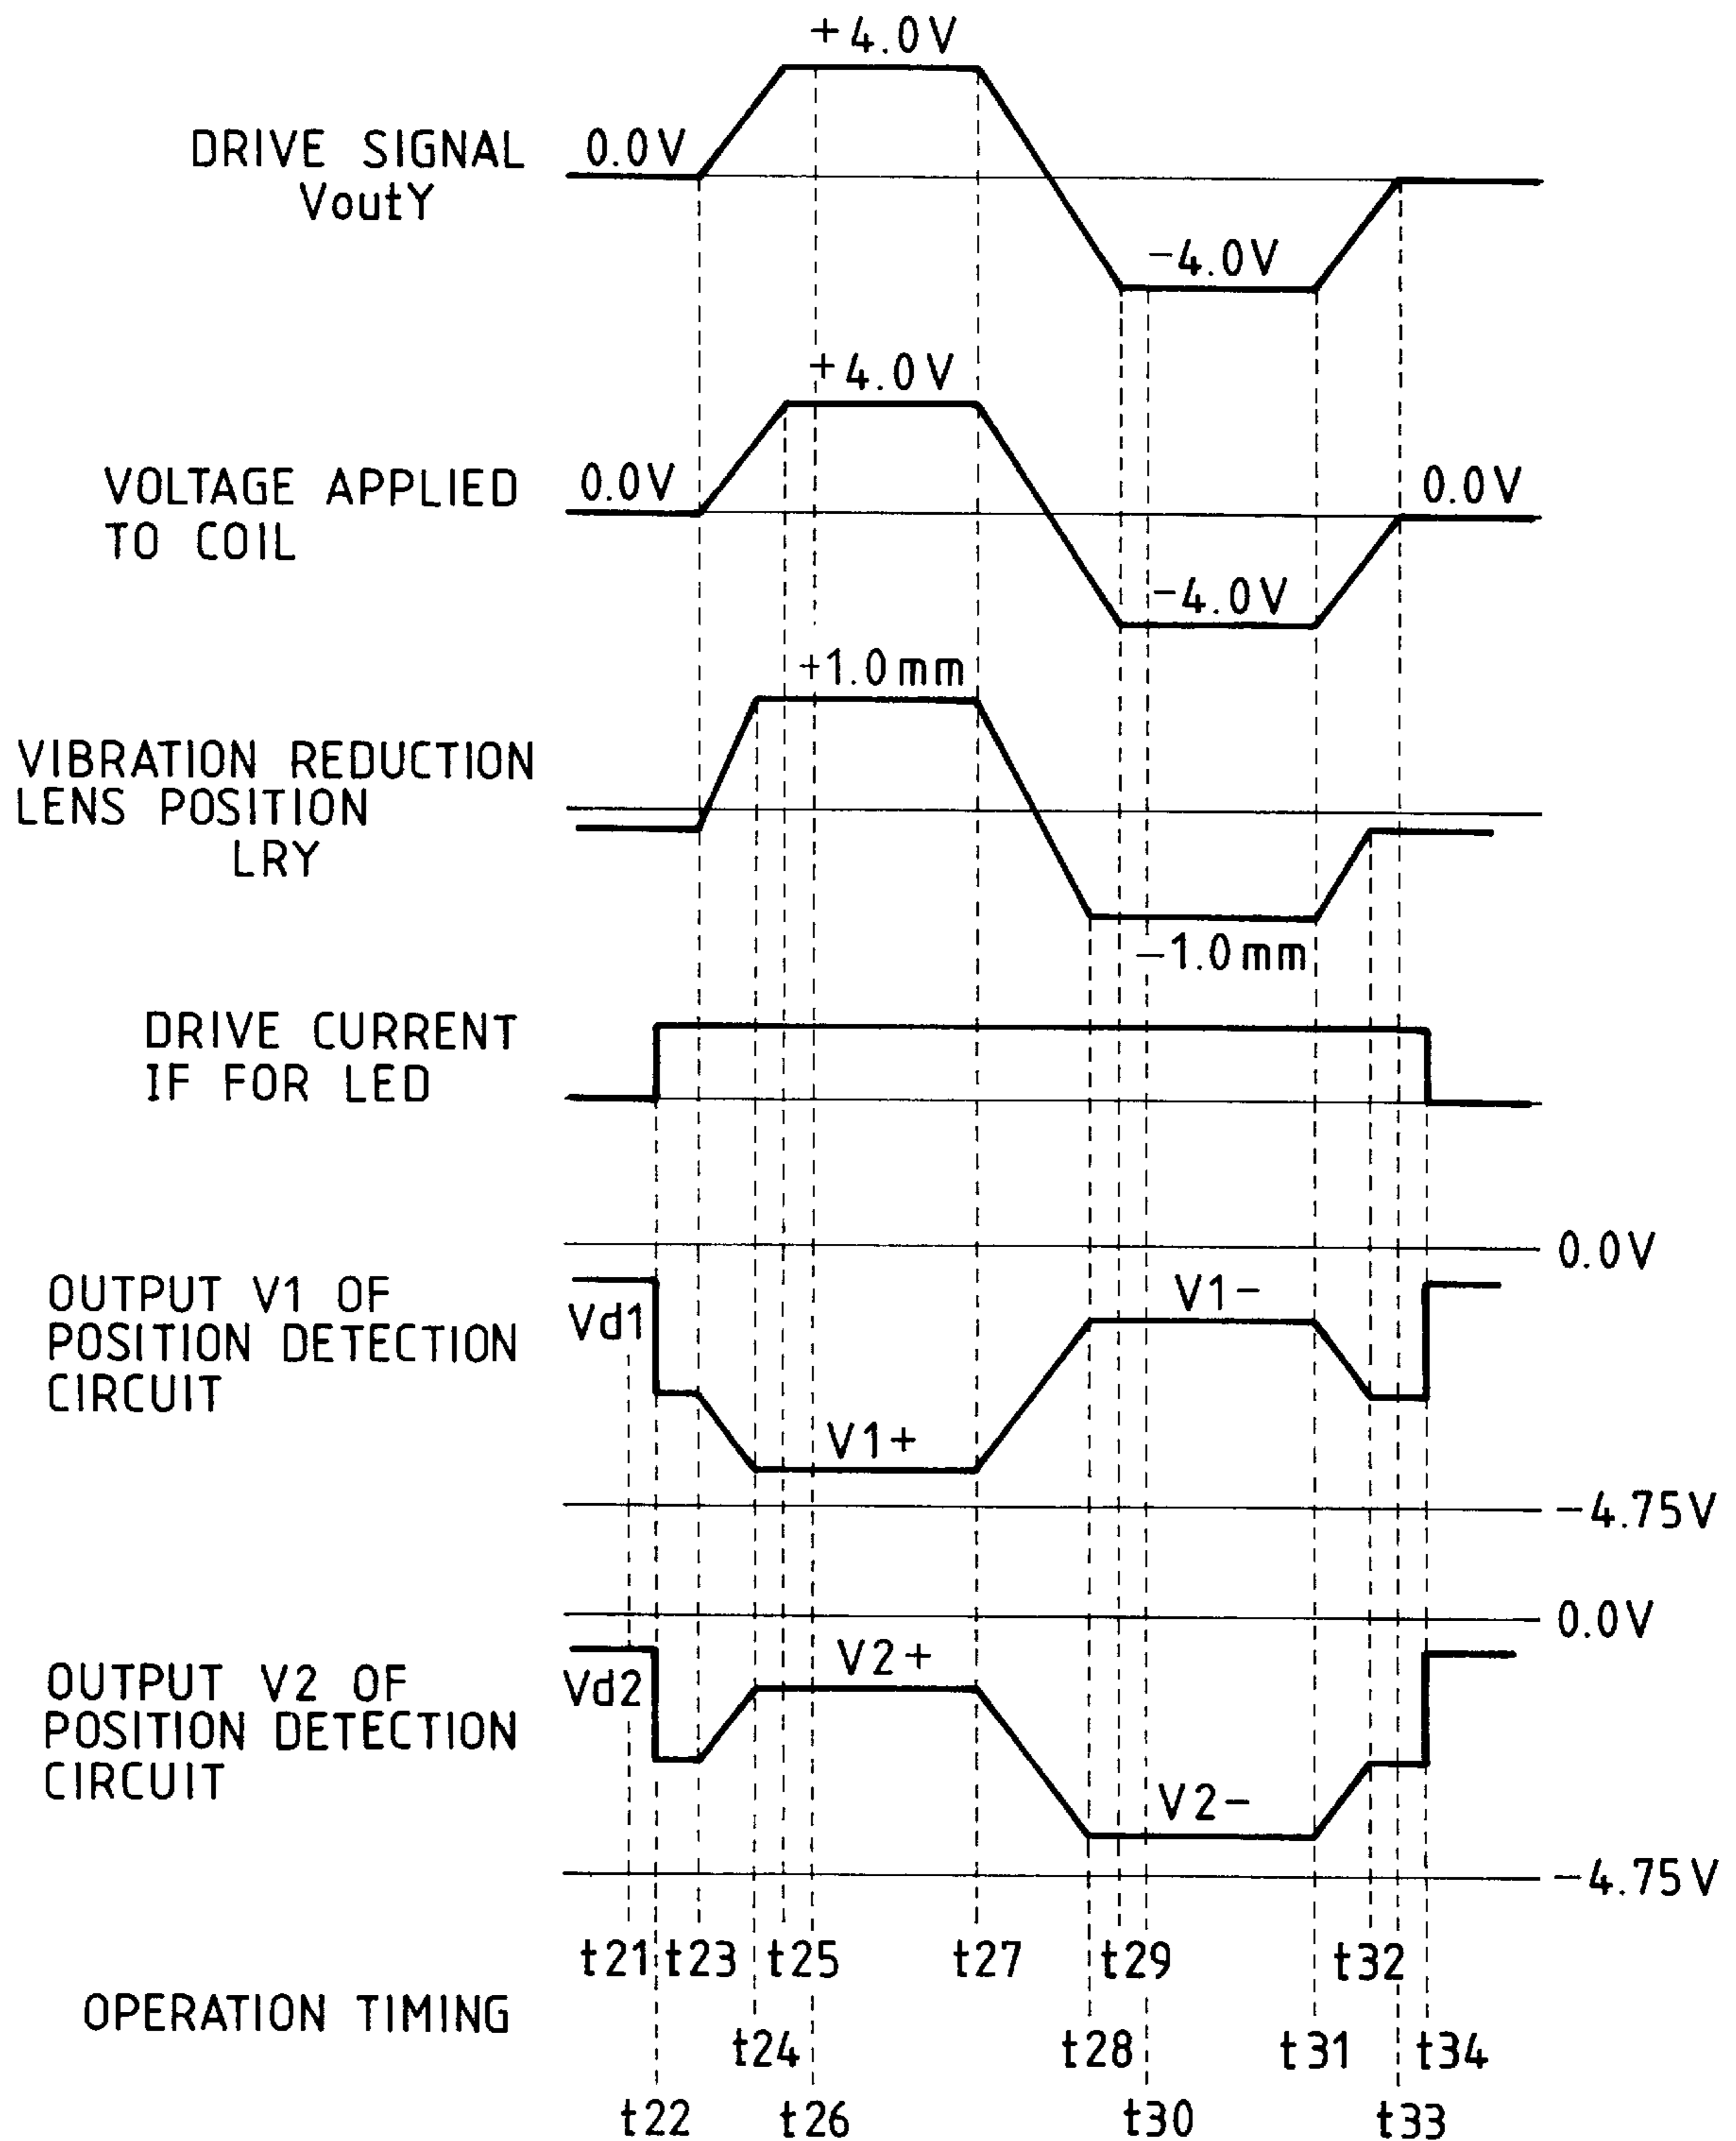 +4.0V
DRIVE SIGNAL
VoutY
0.0V
-4.0V
+4.0V
VOLTAGE APPLIED
TO COIL
0.0V
0.0V
-4.0V
+1.0mm
VIBRATION REDUCTION
LENS POSITION
LRY
-1.0mm
DRIVE CURRENT
IF FOR LED
0.0V
OUTPUT V1 OF
POSITION DETECTION
CIRCUIT
Vd1
V1-
V1+
-4.75V
0.0V
OUTPUT V2 OF
POSITION DETECTION
CIRCUIT
Vd2
V2+
V2-
-4.75V
t21 t23 t25 t27 t29 t32
OPERATION TIMING
t24 t28 t31 t34
t22 t26 t30 t33